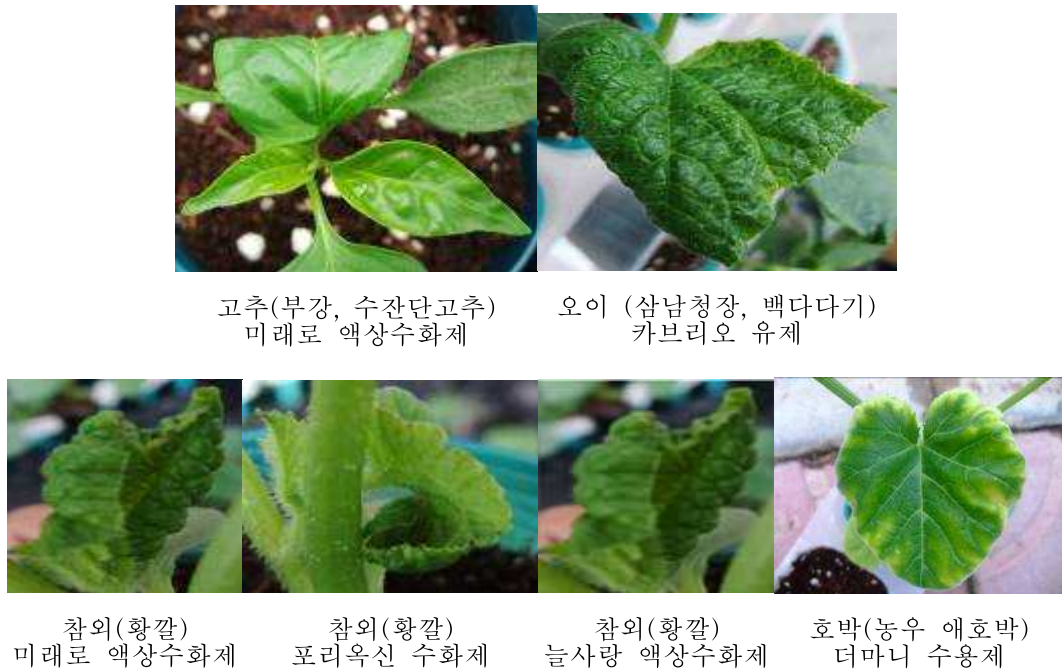 고추(부강, 수잔단고추)
미래로 액상수화제
오이 (삼남청장, 백다다기)
카브리오 유제
참외(황깔)
미래로 액상수화제
참외(황깔)
포리옥신 수화제
참외(황깔)
늘사랑 액상수화제
호박(농우 애호박)
더마니 수용제